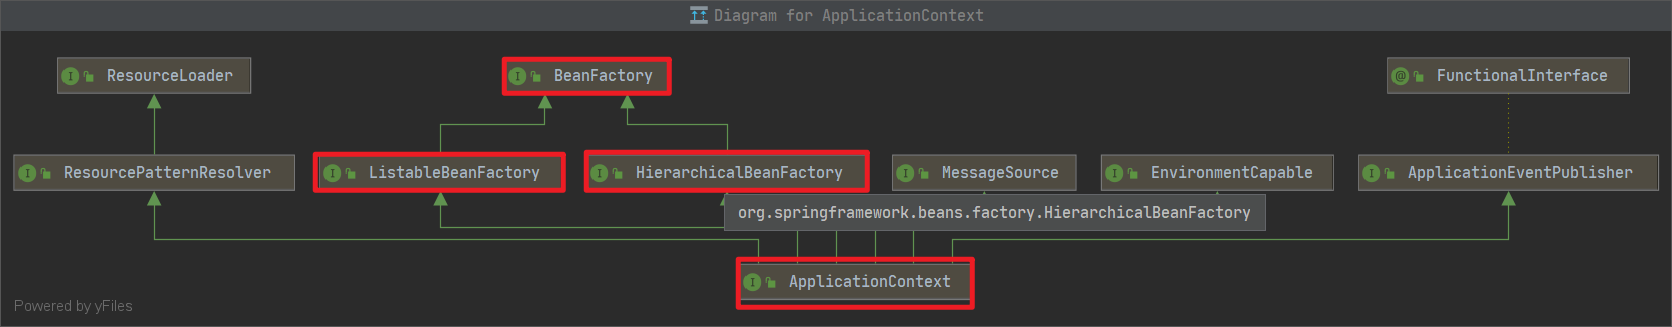 Diagram for ApplicationContext
I ResourceLoader
I BeanFactory
@ FunctionalInterface
I ResourcePatternResolver
I ListableBeanFactory
I HierarchicalBeanFactory
I MessageSource
I EnvironmentCapable
I ApplicationEventPublisher
org.springframework.beans.factory.HierarchicalBeanFactory
I ApplicationContext
Powered by yFiles